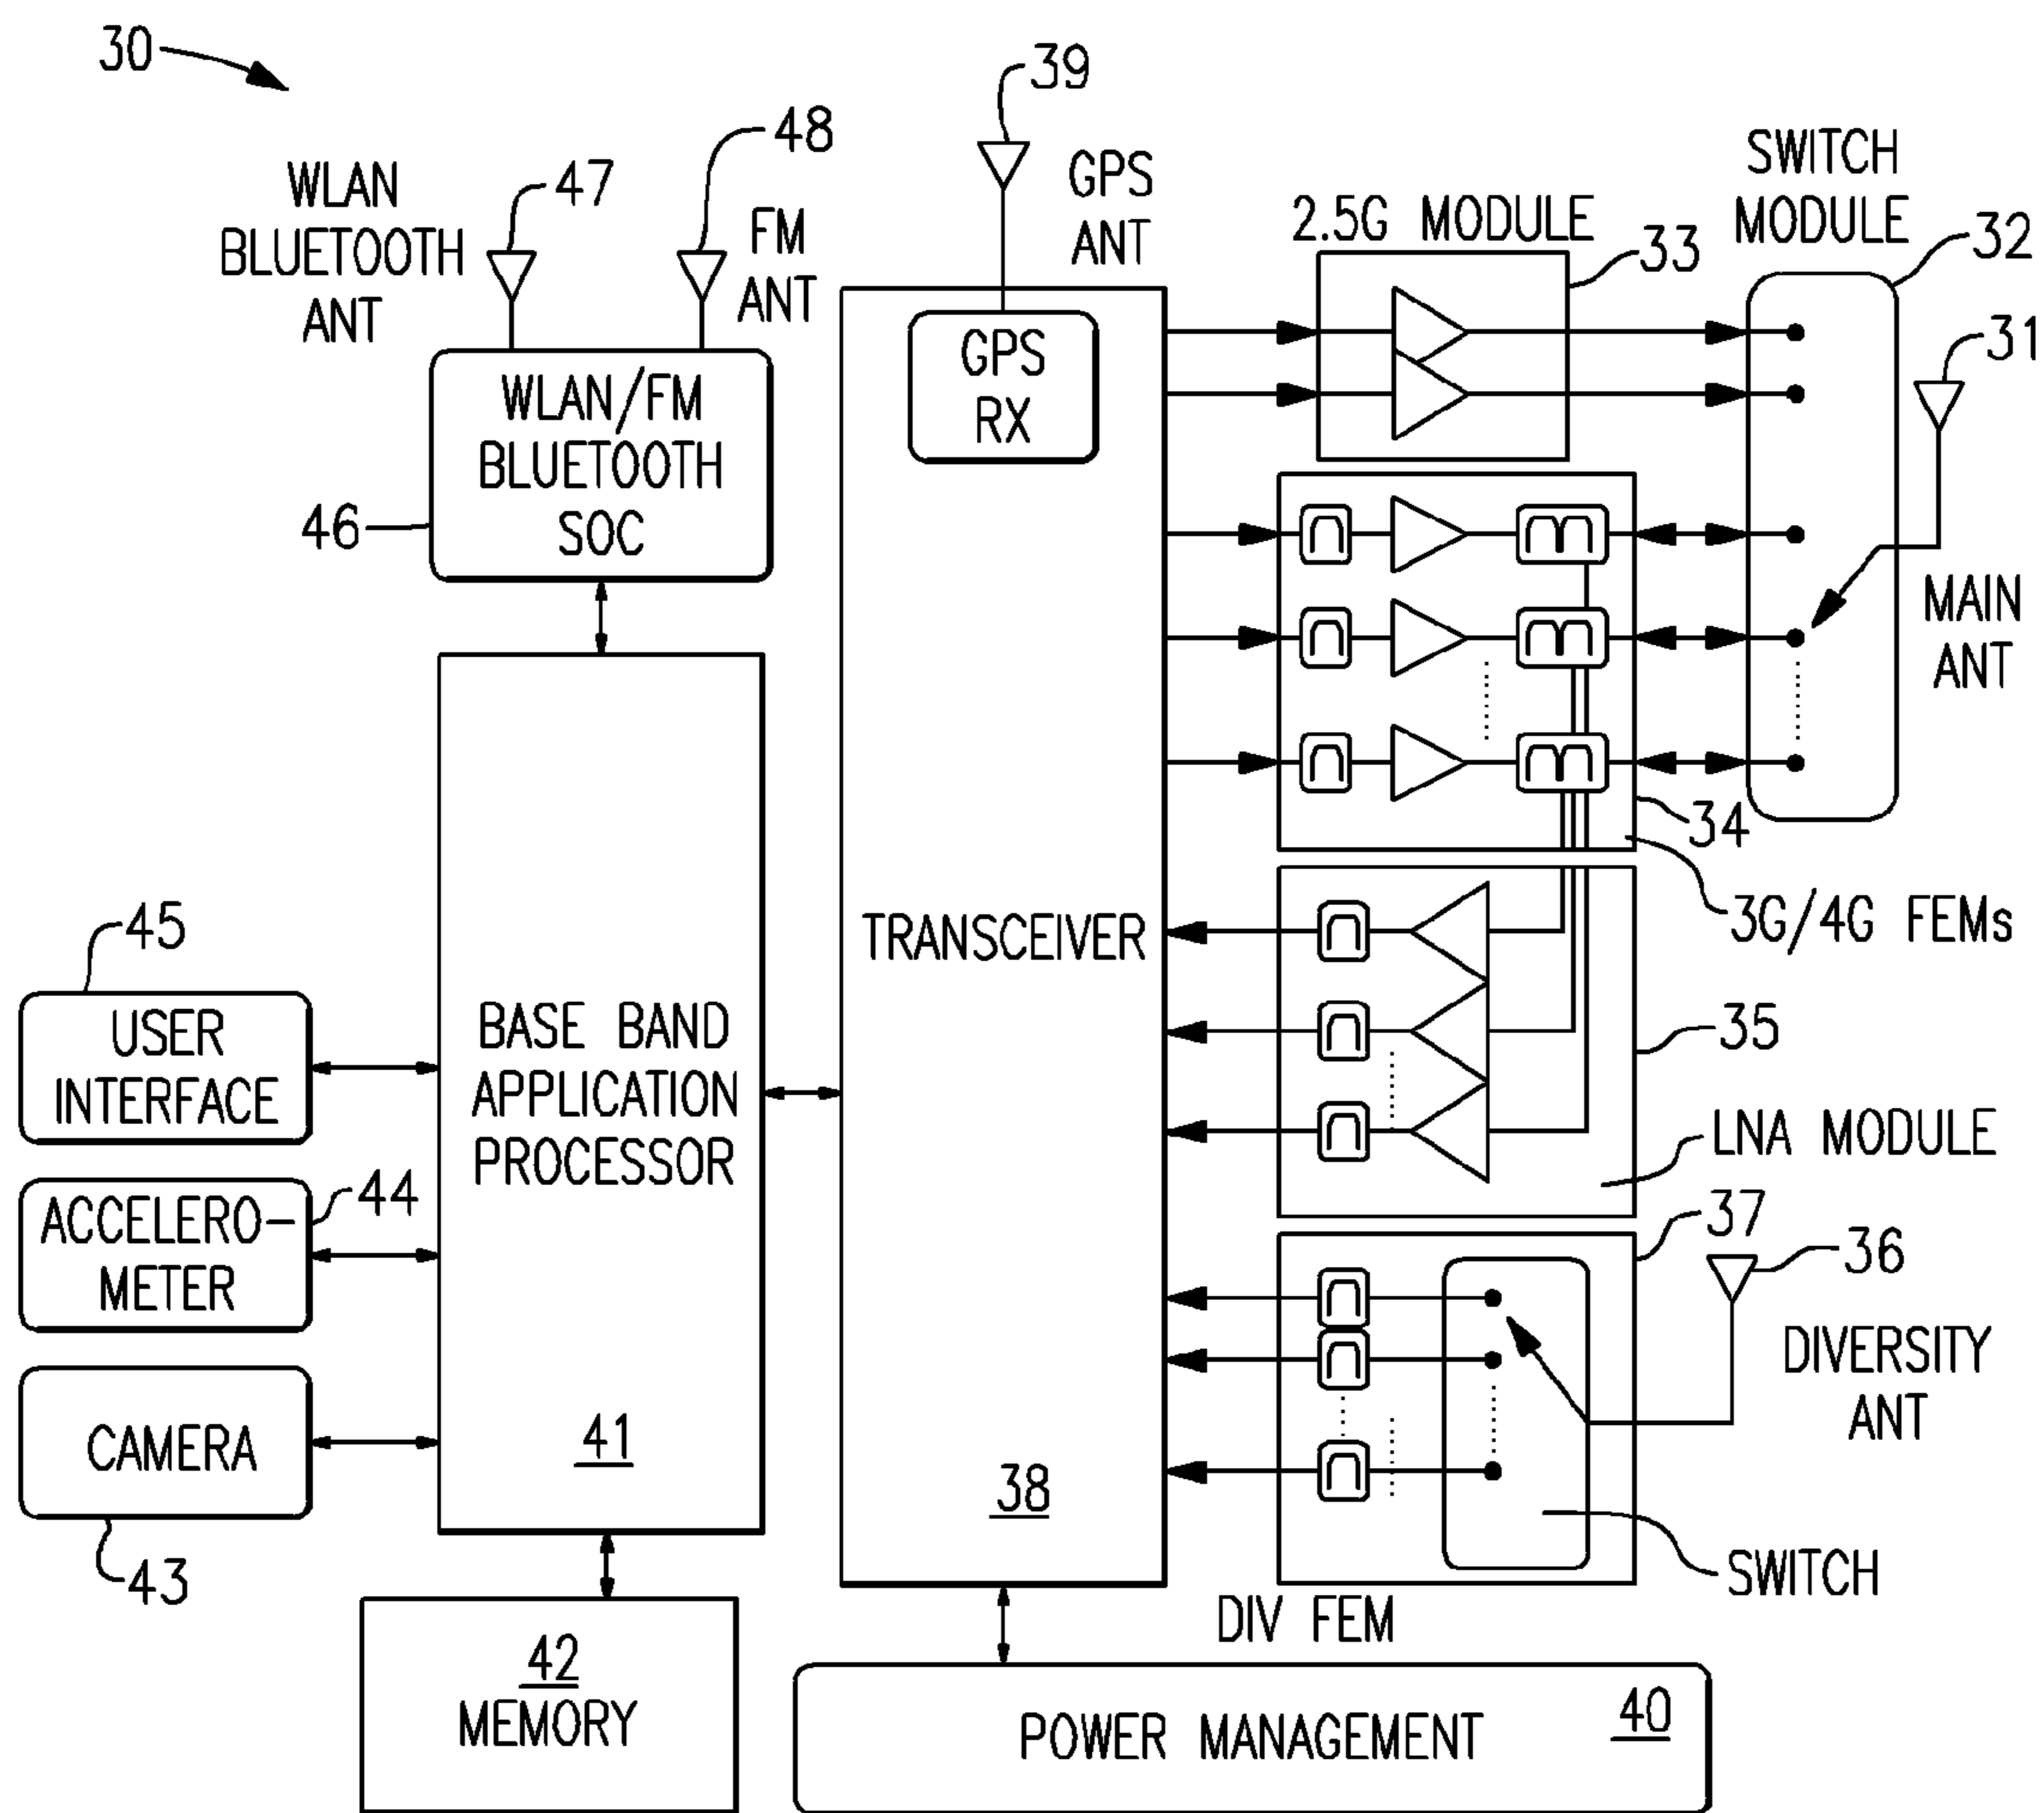 30
39
48
47
WLAN
BLUETOOTH
ANT
FM
ANT
GPS
ANT
SWITCH
MODULE
2.5G MODULE
33
32
31
GPS
RX
WLAN/FM
BLUETOOTH
SOC
46
MAIN
ANT
34
3G/4G FEMs
TRANSCEIVER
38
45
USER
INTERFACE
BASE BAND
APPLICATION
PROCESSOR
41
35
LNA MODULE
44
ACCELERO-
METER
37
36
DIVERSITY
ANT
CAMERA
43
SWITCH
DIV FEM
42
MEMORY
POWER MANAGEMENT
40